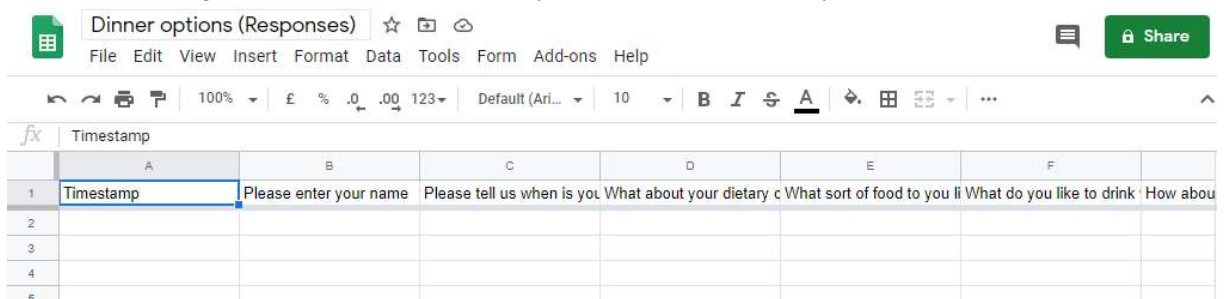 Dinner options (Responses)
Share
File Edit View Insert Format Data Tools Form Add-ons Help
100% £ % .0 .00 123 Default (Ari... 10 B I S A ...
fx Timestamp
A B C D E F
1 Timestamp Please enter your name Please tell us when is you What about your dietary c What sort of food to you li What do you like to drink How abou
2
3
4